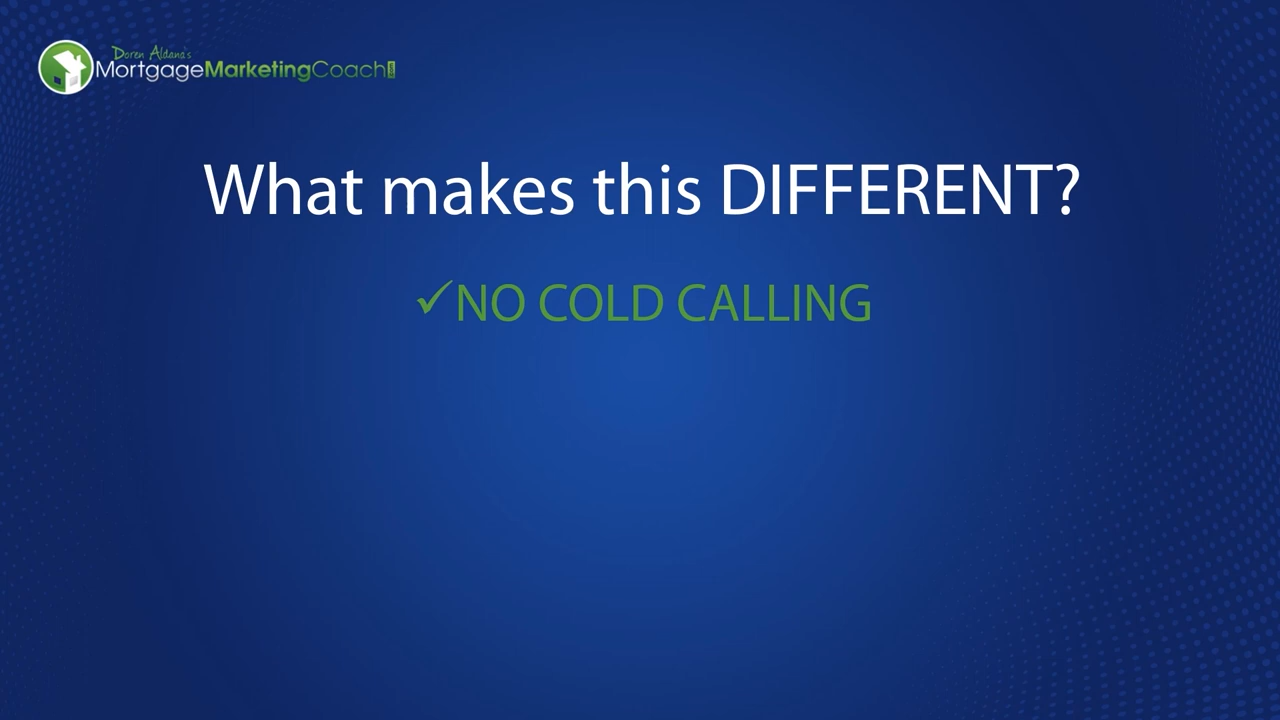 Doren Aldana's
MortgageMarketingCoach
What makes this DIFFERENT?
✓NO COLD CALLING